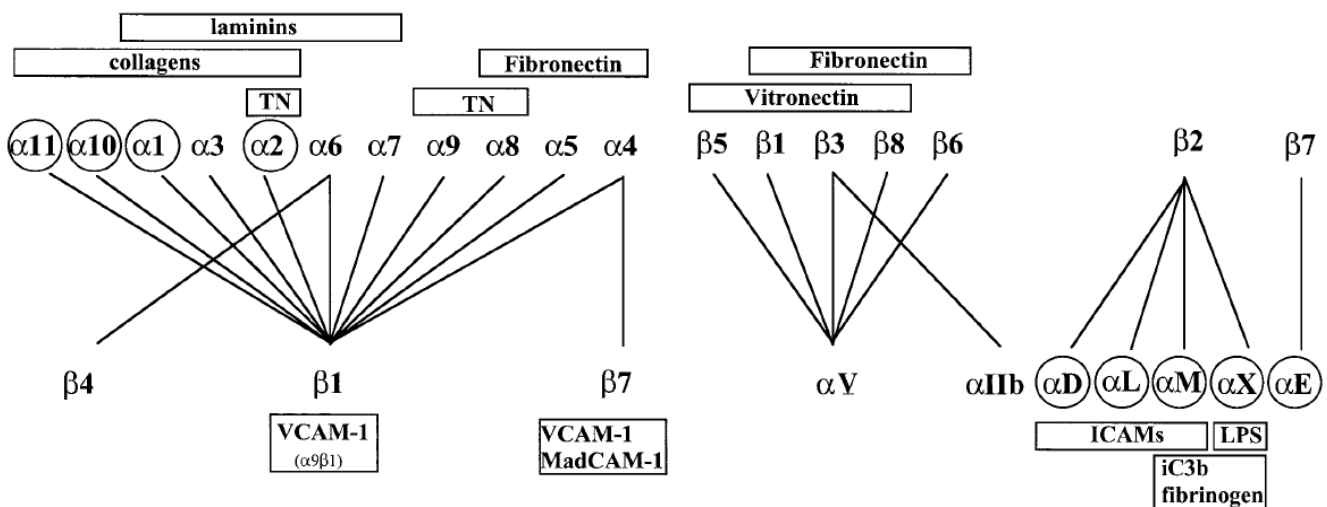 laminins
collagens
Fibronectin
Fibronectin
TN
TN
Vitronectin
α11 α10 α1 α3 α2 α6 α7 α9 α8 α5 α4 β5 β1 β3 β8 β6 β2 β7
β4 β1 β7 αV αIIb αD αL αM αX αE
VCAM-1
(α9β1)
VCAM-1
MadCAM-1
ICAMs
LPS
iC3b
fibrinogen